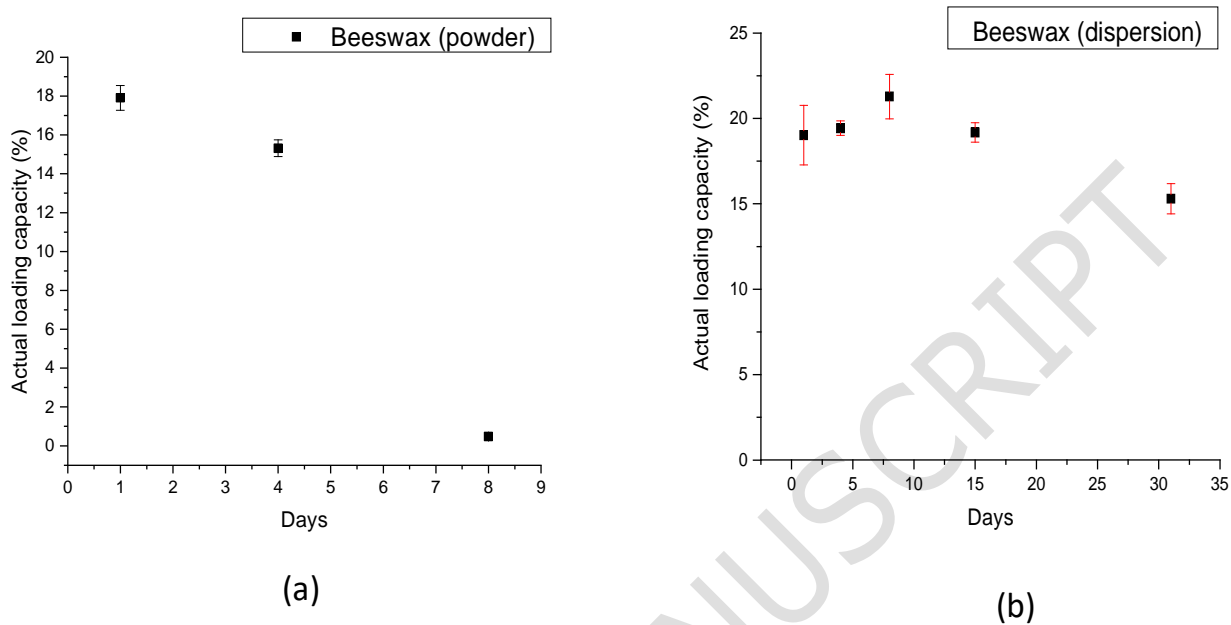 Beeswax (powder)
20
18
16
14
12
10
8
6
4
2
0
Actual loading capacity (%)
0 1 2 3 4 5 6 7 8 9
Days
(a)
Beeswax (dispersion)
25
20
15
10
5
0
Actual loading capacity (%)
0 5 10 15 20 25 30 35
Days
(b)
NUSCRIPT